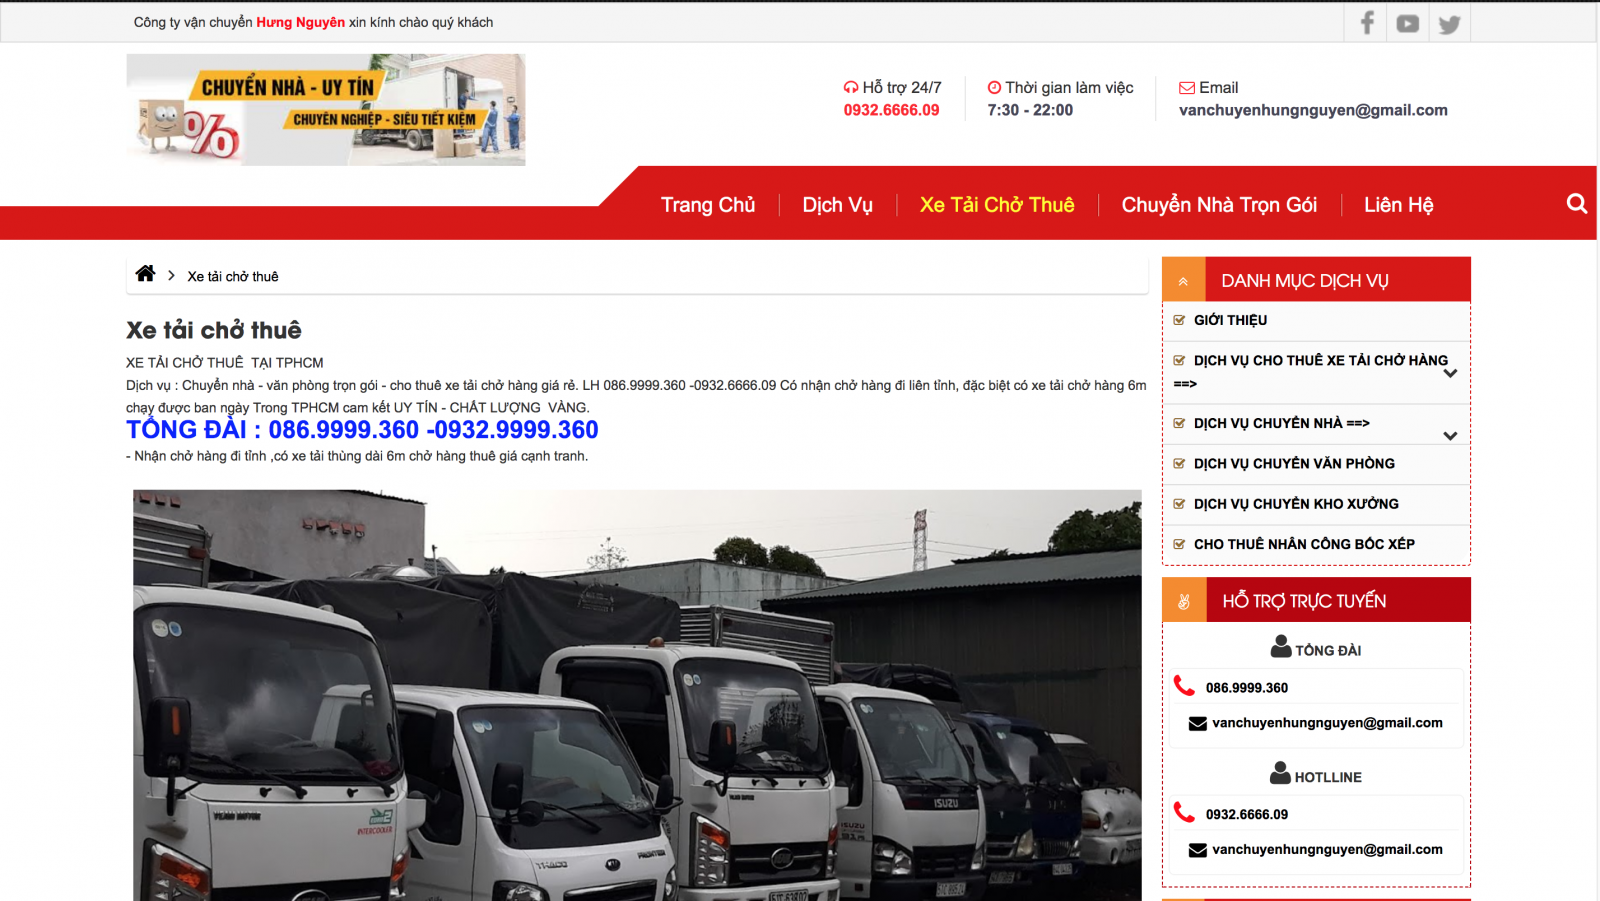 Công ty vận chuyển Hưng Nguyên xin kính chào quý khách
CHUYỂN NHÀ - UY TÍN
CHUYÊN NGHIỆP - SIÊU TIẾT KIỆM
%
Hỗ trợ 24/7
0932.6666.09
Thời gian làm việc
7:30 - 22:00
Email
vanchuyenhungnguyen@gmail.com
Trang Chủ
Dịch Vụ
Xe Tải Chở Thuê
Chuyển Nhà Trọn Gói
Liên Hệ
Xe tải chở thuê
Xe tải chở thuê
XE TẢI CHỞ THUÊ TẠI TPHCM
Dịch vụ : Chuyển nhà - văn phòng trọn gói - cho thuê xe tải chở hàng giá rẻ. LH 086.9999.360 -0932.6666.09 Có nhận chở hàng đi liên tỉnh, đặc biệt có xe tải chở hàng 6m
chạy được ban ngày Trong TPHCM cam kết UY TÍN - CHẤT LƯỢNG VÀNG.
TỔNG ĐÀI : 086.9999.360 -0932.9999.360
- Nhận chở hàng đi tỉnh ,có xe tải thùng dài 6m chở hàng thuê giá cạnh tranh.
VEAM MOTOR
INTERCOOLER
THACO
KIA
FRONTIER
VEAM MOTOR
ISUZU
ISUZU
DANH MỤC DỊCH VỤ
GIỚI THIỆU
DỊCH VỤ CHO THUÊ XE TẢI CHỞ HÀNG
==>
DỊCH VỤ CHUYỂN NHÀ ==>
DỊCH VỤ CHUYỂN VĂN PHÒNG
DỊCH VỤ CHUYỂN KHO XƯỞNG
CHO THUÊ NHÂN CÔNG BỐC XẾP
HỖ TRỢ TRỰC TUYẾN
TỔNG ĐÀI
086.9999.360
vanchuyenhungnguyen@gmail.com
HOTLLINE
0932.6666.09
vanchuyenhungnguyen@gmail.com